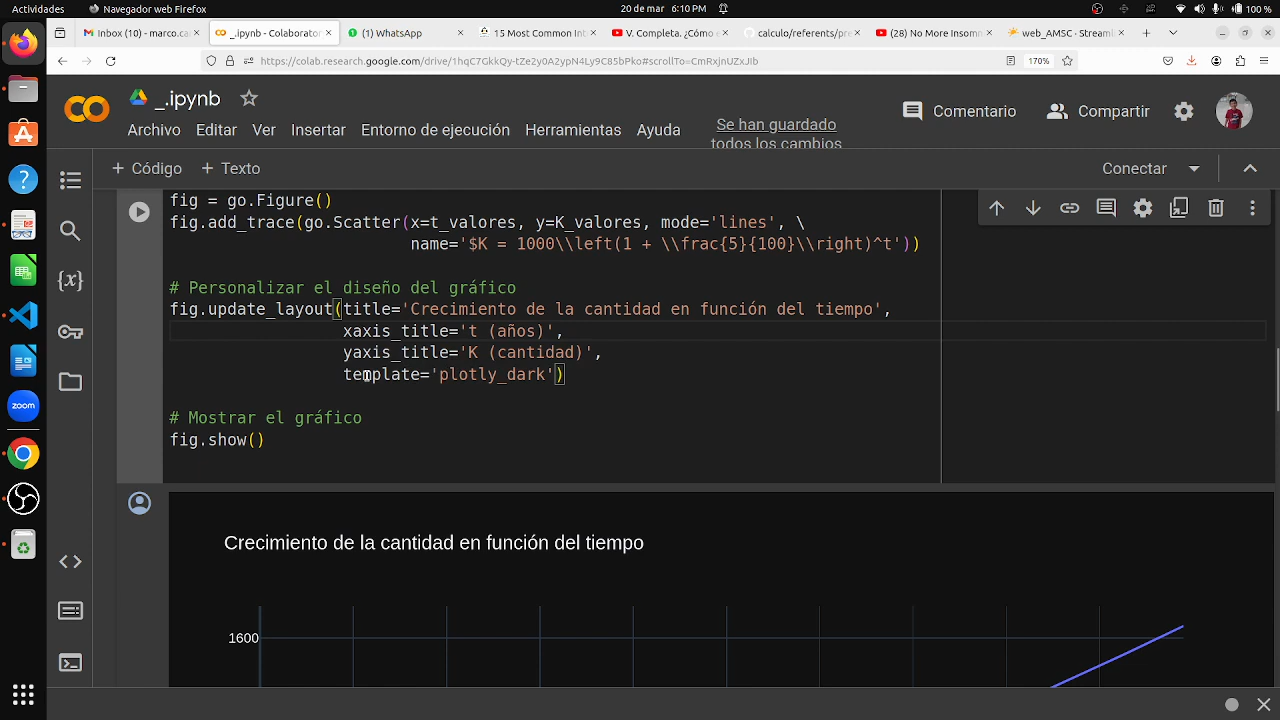 Actividades Navegador web Firefox 20 de mar 6:10 PM 100 %
Inbox (10) - marco.ca _.ipynb - Colaborator (1) WhatsApp 15 Most Common Int V. Completa. ¿Cómo calculo/referents/pre (28) No More Insomn web_AMSC · Streaml
https://colab.research.google.com/drive/1hqC7GkkQy-tZe2y0A2ypN4Ly9C85bPko#scrollTo=CmRxjnUZxJIb 170%
CO _.ipynb Comentario Compartir
Archivo Editar Ver Insertar Entorno de ejecución Herramientas Ayuda Se han guardado
todos los cambios
+ Código + Texto Conectar
fig = go.Figure()
fig.add_trace(go.Scatter(x=t_valores, y=K_valores, mode='lines', \
name='$K = 1000\\left(1 + \\frac{5}{100}\\right)^t'))
# Personalizar el diseño del gráfico
fig.update_layout(title='Crecimiento de la cantidad en función del tiempo',
xaxis_title='t (años)',
yaxis_title='K (cantidad)',
template='plotly_dark')
# Mostrar el gráfico
fig.show()
Crecimiento de la cantidad en función del tiempo
1600
{x}
zoom